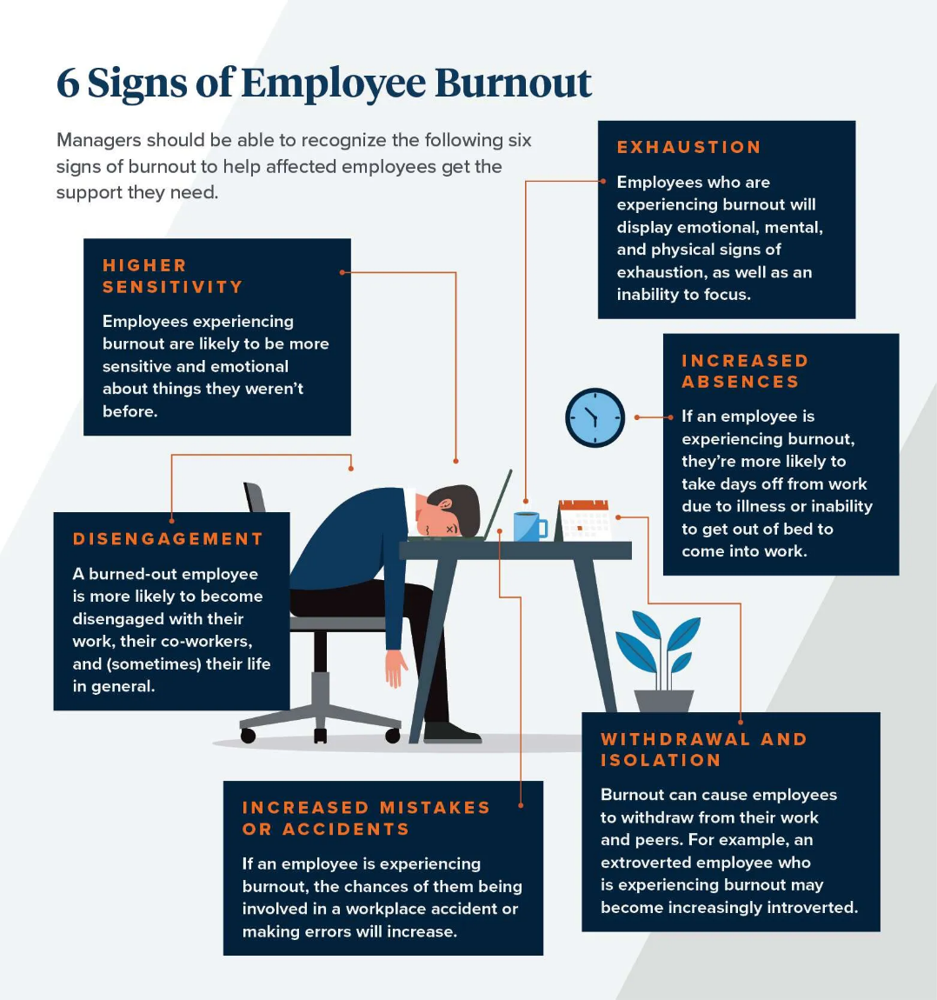 6 Signs of Employee Burnout
Managers should be able to recognize the following six
signs of burnout to help affected employees get the
support they need.
EXHAUSTION
Employees who are
experiencing burnout will
display emotional, mental,
and physical signs of
exhaustion, as well as an
inability to focus.
HIGHER
SENSITIVITY
Employees experiencing
burnout are likely to be more
sensitive and emotional
about things they weren’t
before.
INCREASED
ABSENCES
If an employee is
experiencing burnout,
they’re more likely to
take days off from work
due to illness or inability
to get out of bed to
come into work.
DISENGAGEMENT
A burned-out employee
is more likely to become
disengaged with their
work, their co-workers,
and (sometimes) their life
in general.
WITHDRAWAL AND
ISOLATION
Burnout can cause employees
to withdraw from their work
and peers. For example, an
extroverted employee who
is experiencing burnout may
become increasingly introverted.
INCREASED MISTAKES
OR ACCIDENTS
If an employee is experiencing
burnout, the chances of them being
involved in a workplace accident or
making errors will increase.